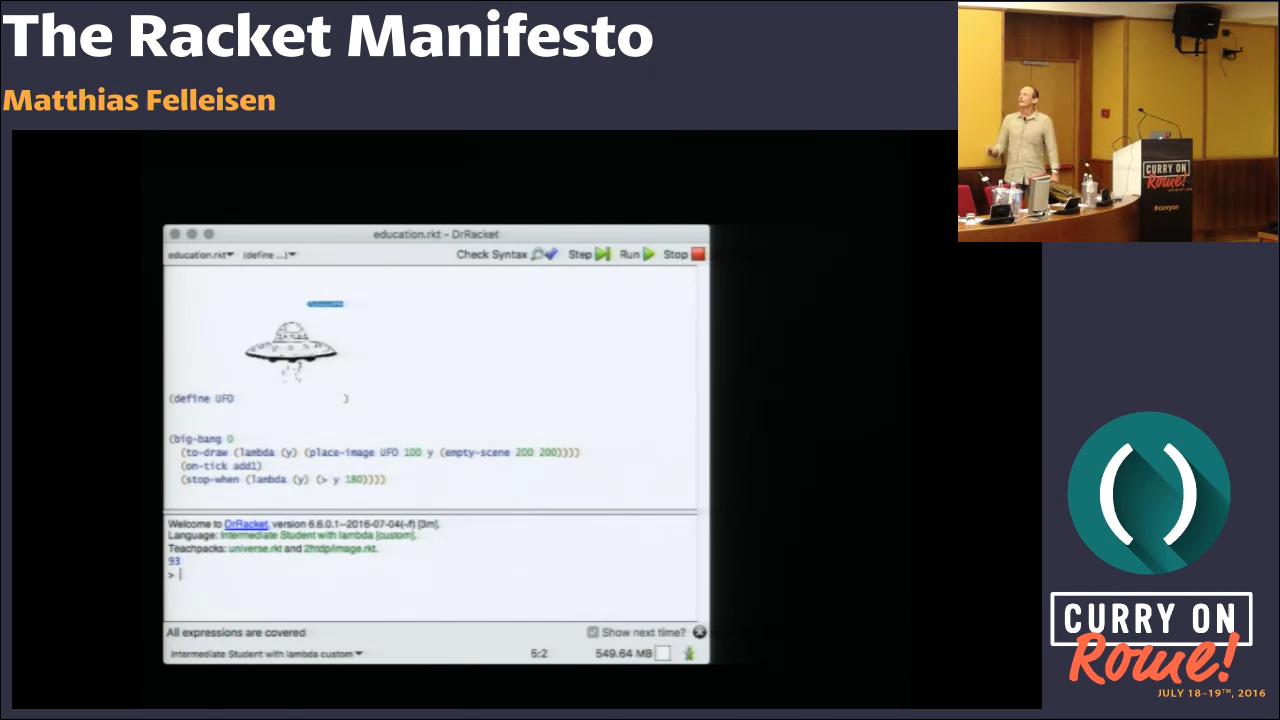 The Racket Manifesto
Matthias Felleisen
education.rkt - DrRacket
education.rkt▾ (define ...)▾ Check Syntax Step Run Stop
(define UFO )
(big-bang 0
(to-draw (lambda (y) (place-image UFO 100 y (empty-scene 200 200))))
(on-tick add1)
(stop-when (lambda (y) (> y 180))))
Welcome to DrRacket, version 6.6.0.1--2016-07-04(-/f) [3m].
Language: Intermediate Student with lambda [custom].
Teachpacks: universe.rkt and 2htdp/image.rkt.
93
>
All expressions are covered Show next time?
Intermediate Student with lambda custom▾ 5:2 549.64 MB
CURRY ON
Rome!
#curryon
( )
CURRY ON
Rome!
JULY 18-19TH, 2016